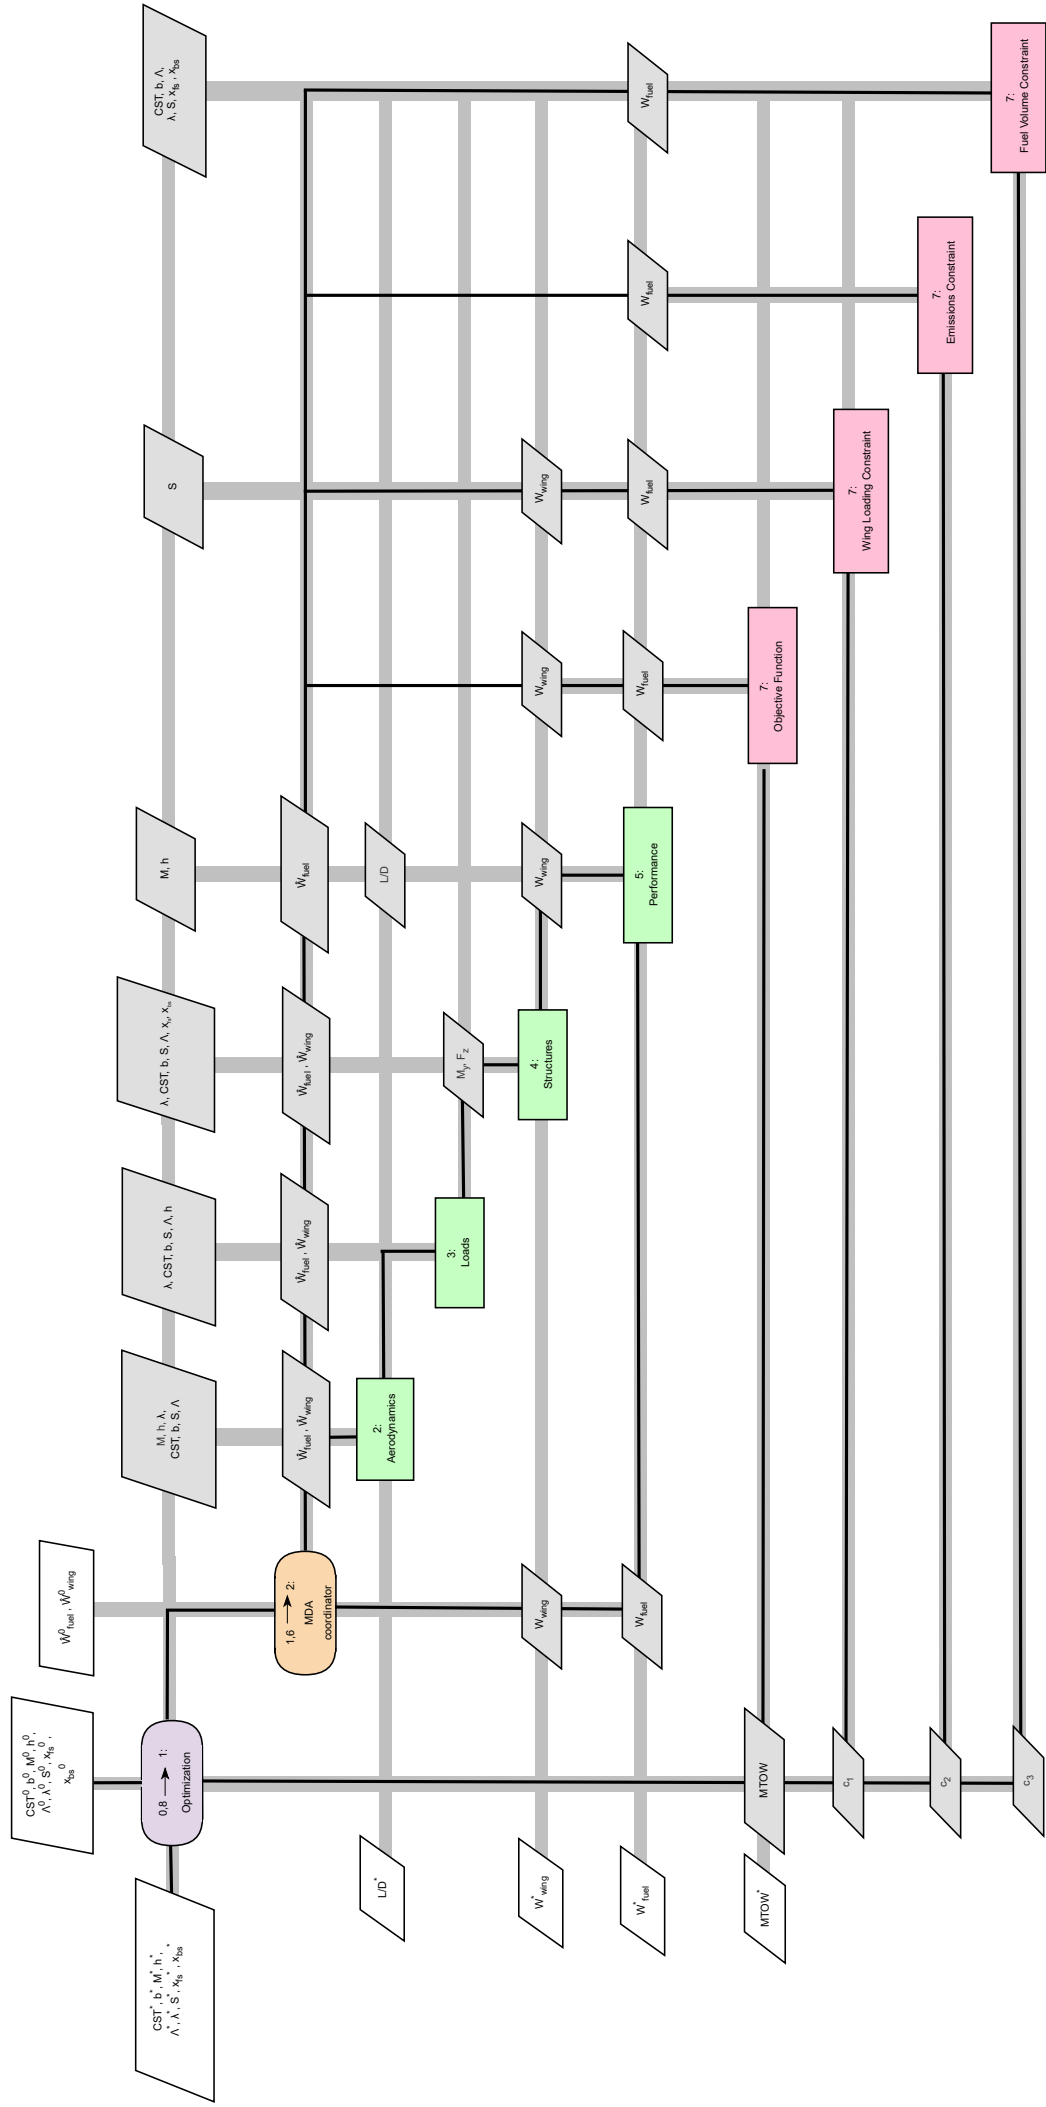 CST⁰, b⁰, M⁰, h⁰,
Λ⁰, λ⁰, S⁰, x_fs⁰,
x_bs⁰
Ŵ⁰_fuel, Ŵ⁰_wing
CST*, b*, M*, h*,
Λ*, λ*, S*, x_fs*, x_bs*
0,8 → 1:
Optimization
M, h, λ,
CST, b, S, Λ
λ, CST, b, S, Λ, h
λ, CST, b, S, Λ, x_fs, x_bs
M, h
S
CST, b, Λ,
λ, S, x_fs, x_bs
1,6 → 2:
MDA
coordinator
Ŵ_fuel, Ŵ_wing
Ŵ_fuel, Ŵ_wing
Ŵ_fuel, Ŵ_wing
Ŵ_fuel
L/D*
2:
Aerodynamics
L/D
3:
Loads
M_y, F_z
W*_wing
W_wing
4:
Structures
W_wing
W_wing
W_wing
W*_fuel
W_fuel
5:
Performance
W_fuel
W_fuel
W_fuel
W_fuel
MTOW*
MTOW
7:
Objective Function
c₁
7:
Wing Loading Constraint
c₂
7:
Emissions Constraint
c₃
7:
Fuel Volume Constraint